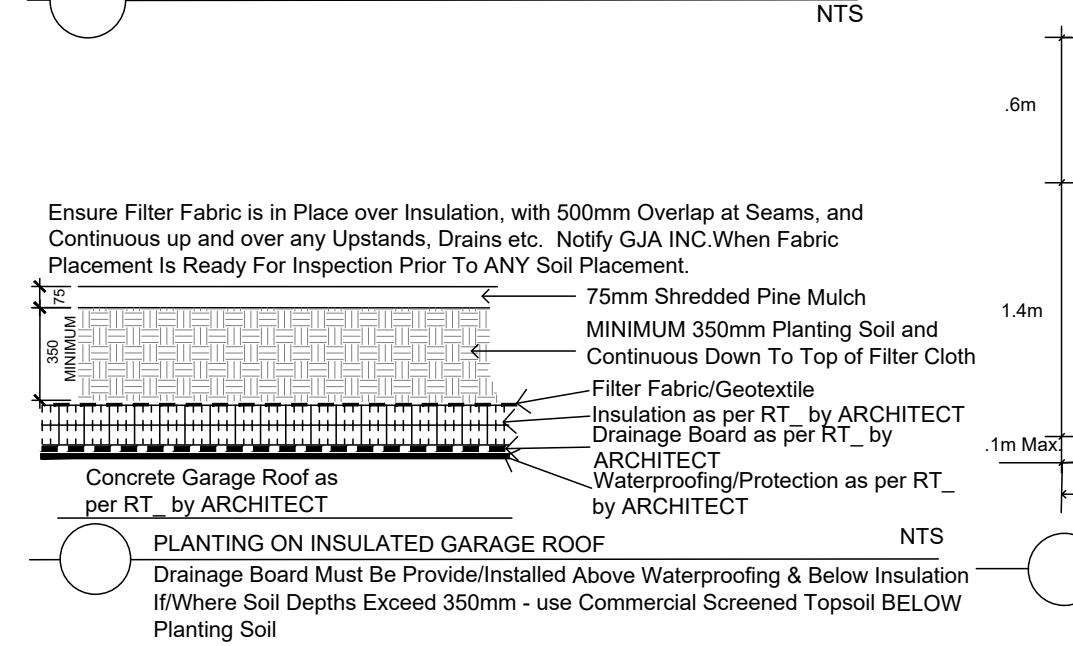 NTS
.6m
Ensure Filter Fabric is in Place over Insulation, with 500mm Overlap at Seams, and
Continuous up and over any Upstands, Drains etc. Notify GJA INC.When Fabric
Placement Is Ready For Inspection Prior To ANY Soil Placement.
75
75mm Shredded Pine Mulch
350
MINIMUM
MINIMUM 350mm Planting Soil and
Continuous Down To Top of Filter Cloth
1.4m
Filter Fabric/Geotextile
Insulation as per RT_ by ARCHITECT
Drainage Board as per RT_ by
ARCHITECT
.1m Max.
Waterproofing/Protection as per RT_
by ARCHITECT
Concrete Garage Roof as
per RT_ by ARCHITECT
PLANTING ON INSULATED GARAGE ROOF
NTS
Drainage Board Must Be Provide/Installed Above Waterproofing & Below Insulation
If/Where Soil Depths Exceed 350mm - use Commercial Screened Topsoil BELOW
Planting Soil